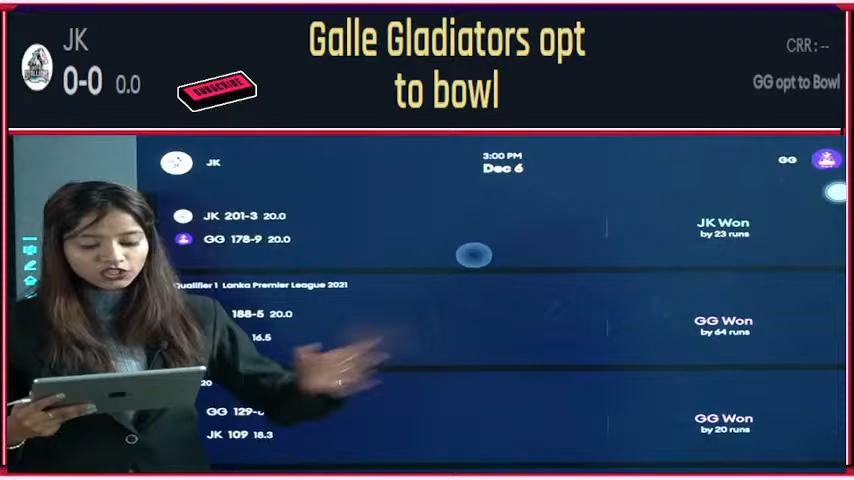 JK
0-0 0.0
SUBSCRIBE
Galle Gladiators opt
to bowl
CRR : --
GG opt to Bowl
JK
3:00 PM
Dec 6
GG
JK 201-3 20.0
GG 178-9 20.0
JK Won
by 23 runs
Qualifier 1 Lanka Premier League 2021
188-5 20.0
16.5
GG Won
by 64 runs
20
GG 129-
JK 109 18.3
GG Won
by 20 runs